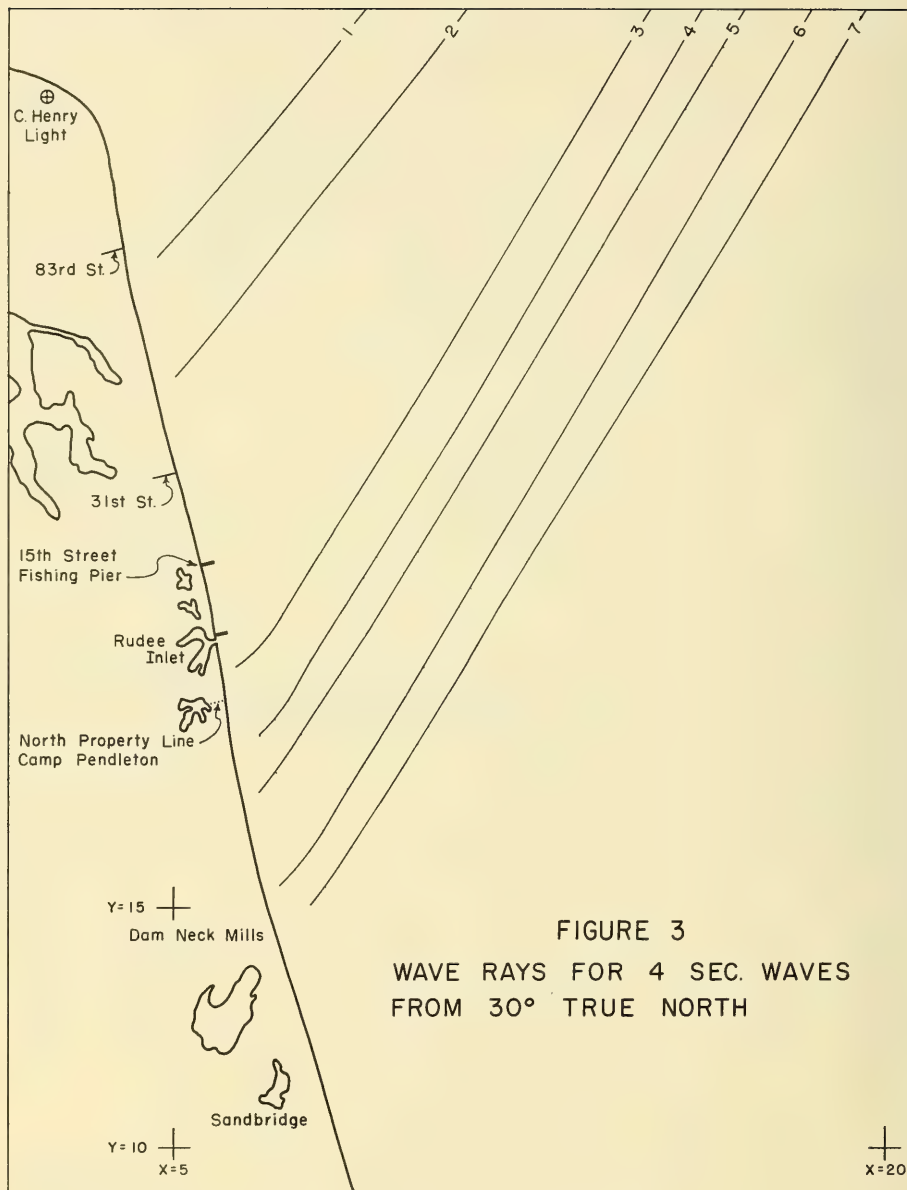 1
2
3
4
5
6
7
C. Henry
Light
83rd St.
31st St.
15th Street
Fishing Pier
Rudee
Inlet
North Property Line
Camp Pendleton
Y=15
Dam Neck Mills
FIGURE 3
WAVE RAYS FOR 4 SEC. WAVES
FROM 30° TRUE NORTH
Sandbridge
Y=10
X=5
X=20